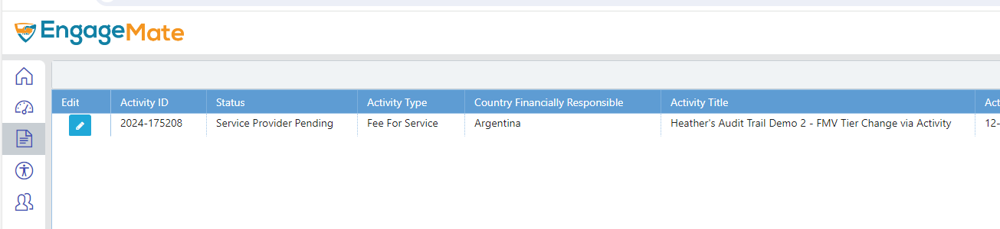 EngageMate
Edit Activity ID Status Activity Type Country Financially Responsible Activity Title Act
2024-175208 Service Provider Pending Fee For Service Argentina Heather's Audit Trail Demo 2 - FMV Tier Change via Activity 12-